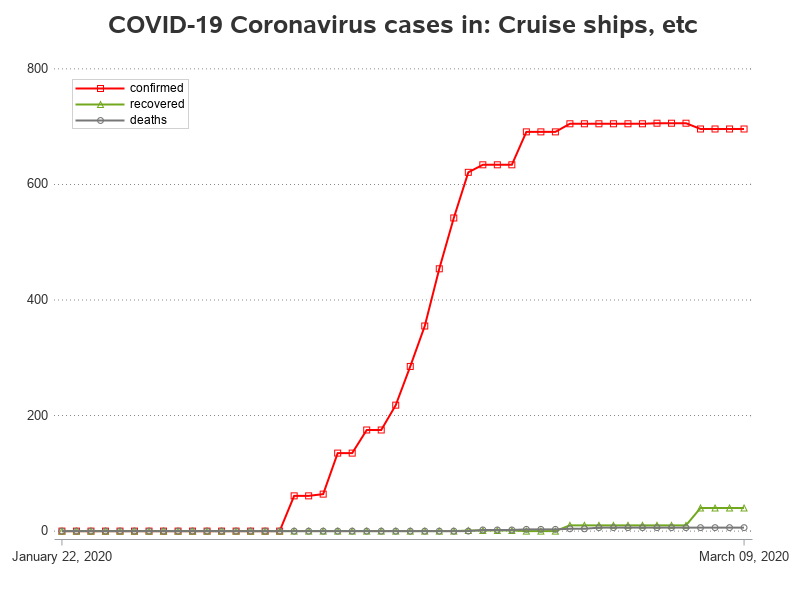 COVID-19 Coronavirus cases in: Cruise ships, etc
800
confirmed
recovered
deaths
600
400
200
0
January 22, 2020
March 09, 2020